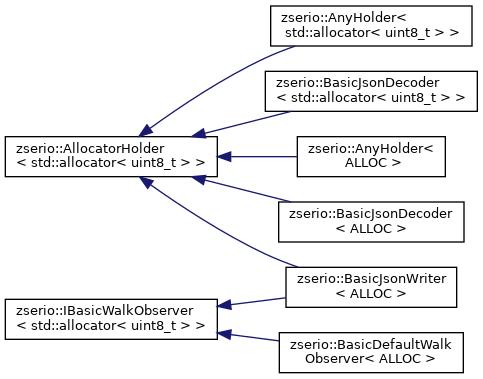 zserio::AnyHolder<
std::allocator< uint8_t > >
zserio::BasicJsonDecoder
< std::allocator< uint8_t > >
zserio::AllocatorHolder
< std::allocator< uint8_t > >
zserio::AnyHolder<
ALLOC >
zserio::BasicJsonDecoder
< ALLOC >
zserio::BasicJsonWriter
< ALLOC >
zserio::IBasicWalkObserver
< std::allocator< uint8_t > >
zserio::BasicDefaultWalk
Observer< ALLOC >